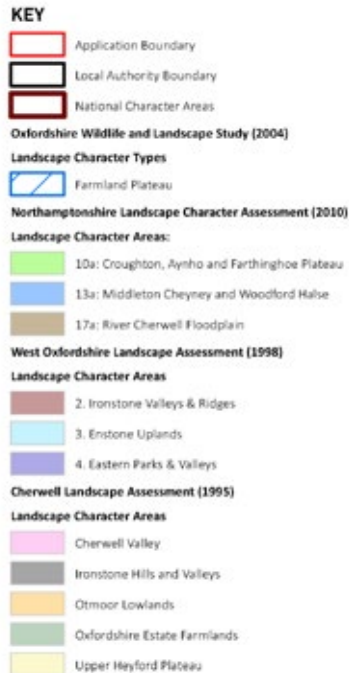 KEY
Application Boundary
Local Authority Boundary
National Character Areas
Oxfordshire Wildlife and Landscape Study (2004)
Landscape Character Types
Farmland Plateau
Northamptonshire Landscape Character Assessment (2010)
Landscape Character Areas:
10a: Croughton, Aynho and Farthinghoe Plateau
13a: Middleton Cheyney and Woodford Halse
17a: River Cherwell Floodplain
West Oxfordshire Landscape Assessment (1998)
Landscape Character Areas
2. Ironstone Valleys & Ridges
3. Enstone Uplands
4. Eastern Parks & Valleys
Cherwell Landscape Assessment (1995)
Landscape Character Areas
Cherwell Valley
Ironstone Hills and Valleys
Otmoor Lowlands
Oxfordshire Estate Farmlands
Upper Heyford Plateau